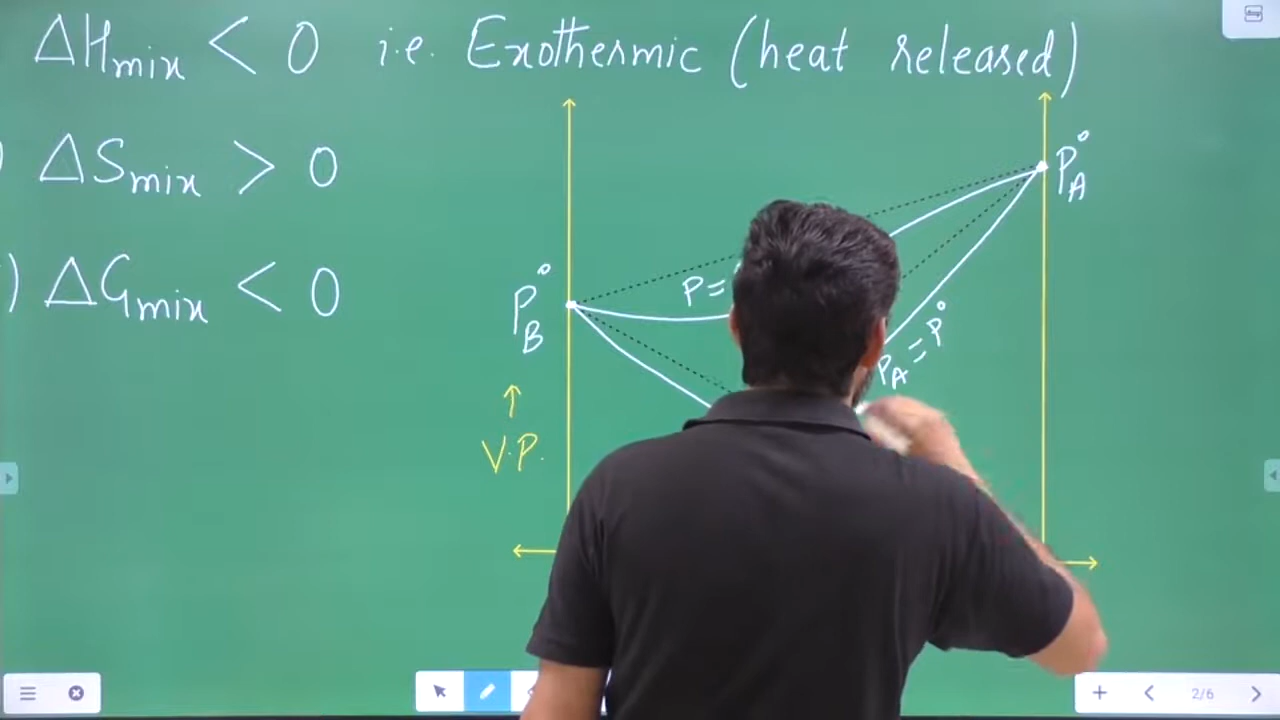 ΔHmix < 0 i.e. Exothermic (heat released)
) ΔSmix > 0
) ΔGmix < 0
P°A
P°B
P =
PA = P°
↑
V.P.
2/6